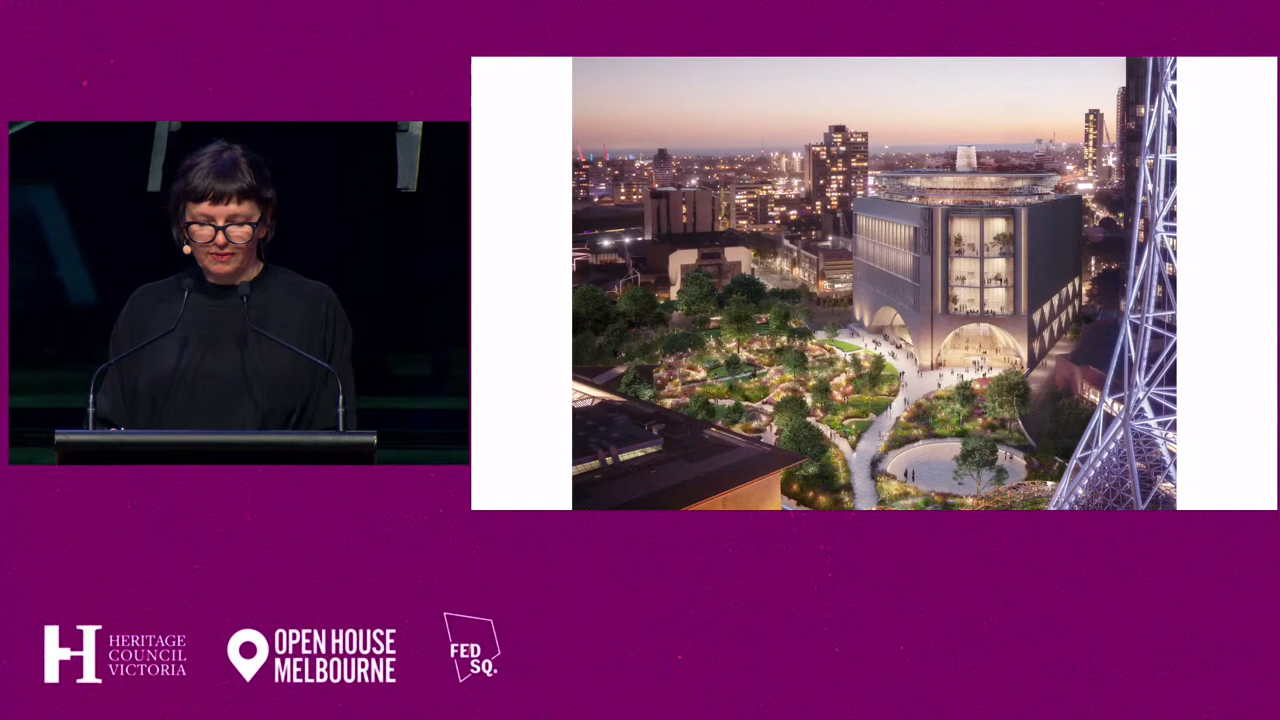 HERITAGE
COUNCIL
VICTORIA
OPEN HOUSE
MELBOURNE
FED
SQ.